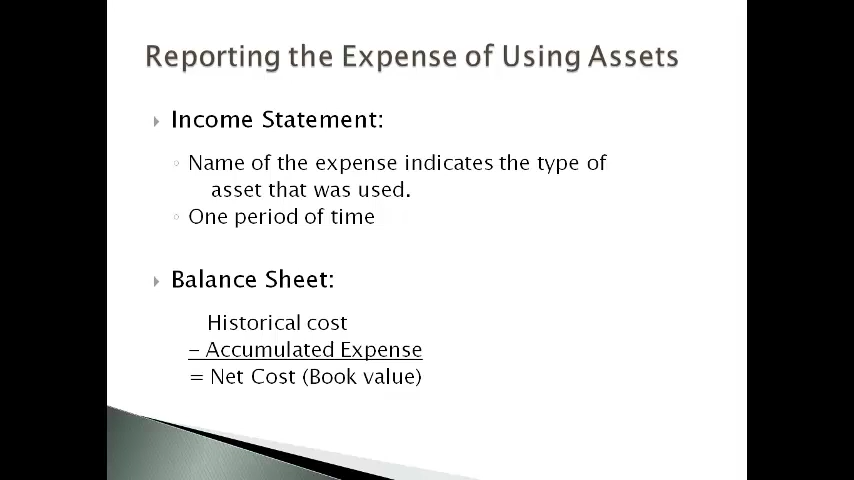 Reporting the Expense of Using Assets
Income Statement:
Name of the expense indicates the type of
asset that was used.
One period of time
Balance Sheet:
Historical cost
− Accumulated Expense
= Net Cost (Book value)